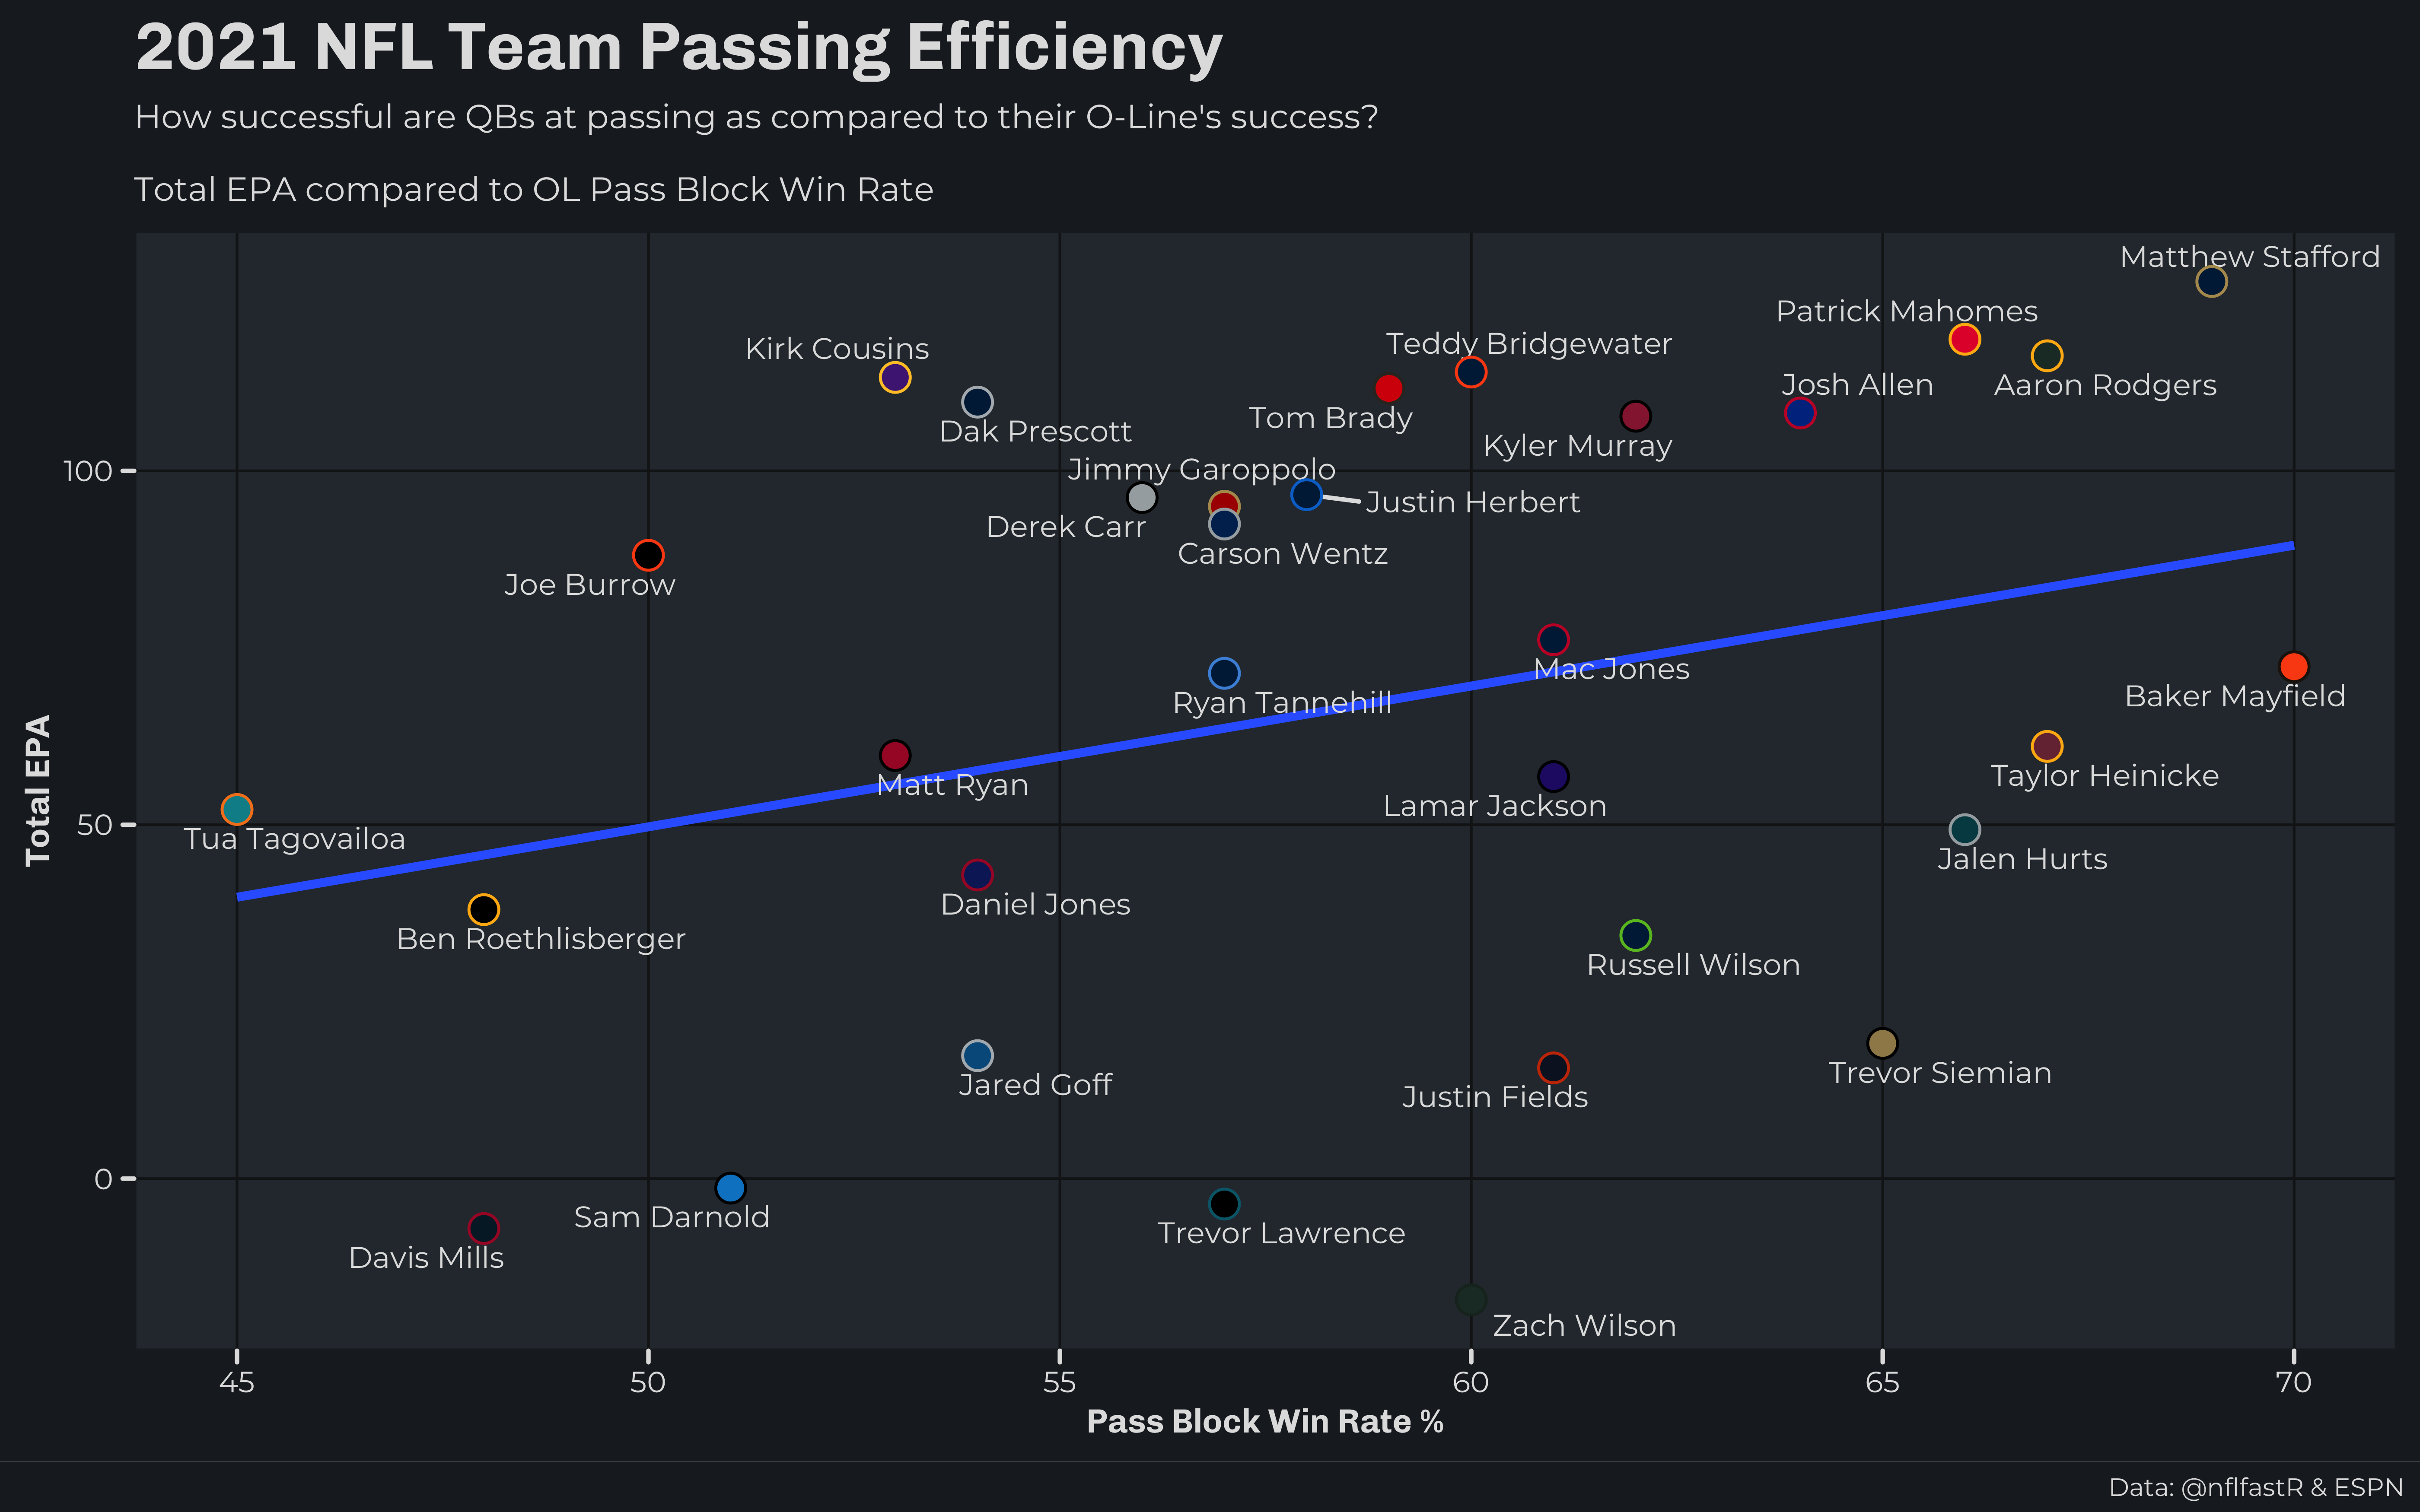 2021 NFL Team Passing Efficiency
How successful are QBs at passing as compared to their O-Line's success?
Total EPA compared to OL Pass Block Win Rate
Matthew Stafford
Patrick Mahomes
Teddy Bridgewater
Kirk Cousins
Josh Allen
Aaron Rodgers
Tom Brady
Dak Prescott
Kyler Murray
100
Jimmy Garoppolo
Justin Herbert
Derek Carr
Carson Wentz
Joe Burrow
Mac Jones
Baker Mayfield
Ryan Tannehill
Taylor Heinicke
Matt Ryan
Lamar Jackson
Total EPA
50
Tua Tagovailoa
Jalen Hurts
Daniel Jones
Ben Roethlisberger
Russell Wilson
Trevor Siemian
Jared Goff
Justin Fields
0
Sam Darnold
Trevor Lawrence
Davis Mills
Zach Wilson
45
50
55
60
65
70
Pass Block Win Rate %
Data: @nflfastR & ESPN